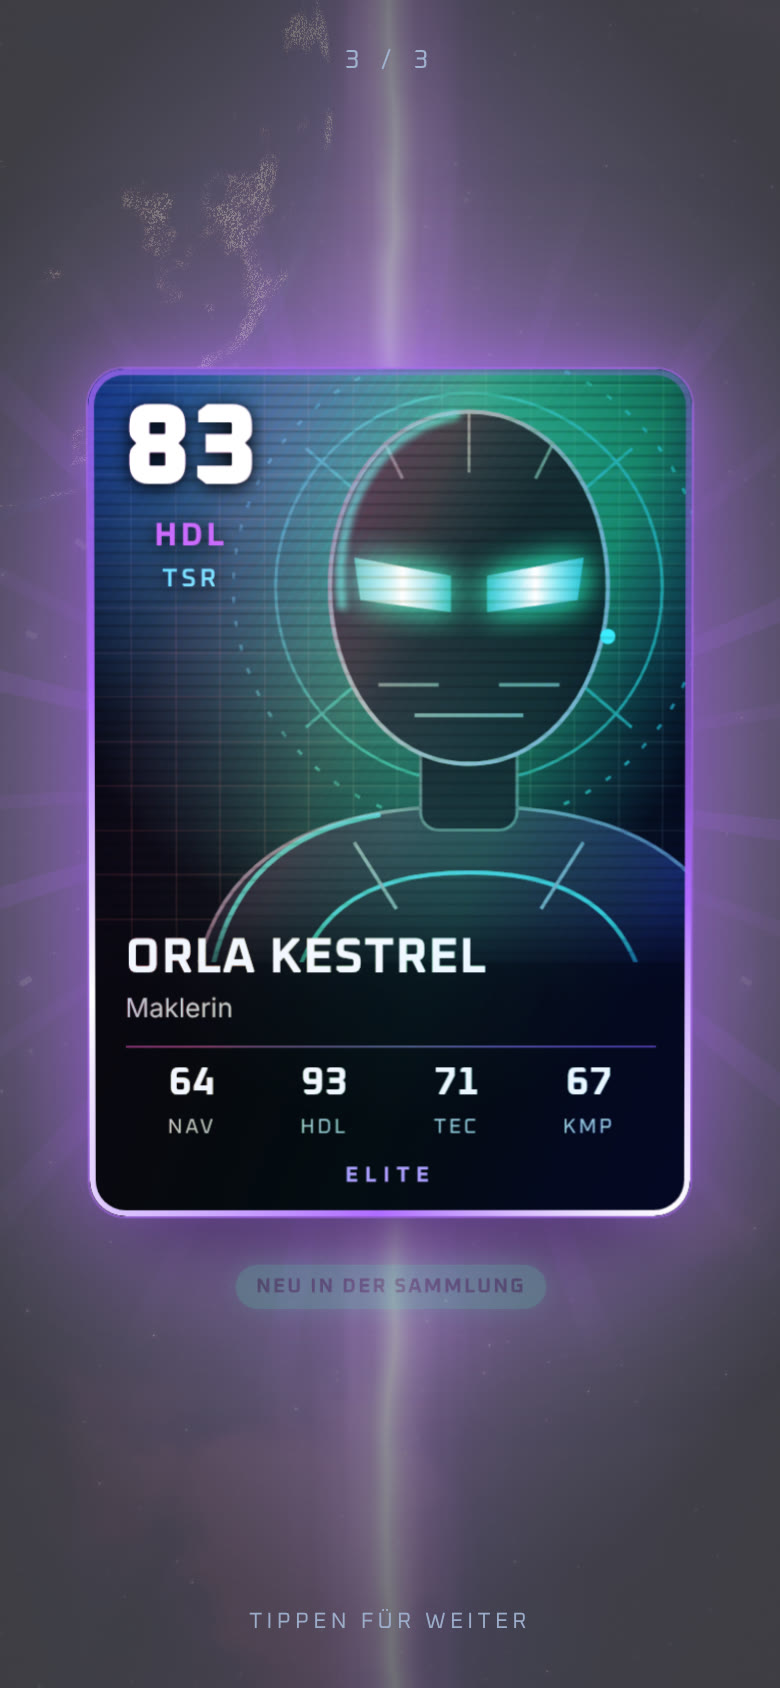 3 / 3
83
HDL
TSR
ORLA KESTREL
Maklerin
64 93 71 67
NAV HDL TEC KMP
ELITE
NEU IN DER SAMMLUNG
TIPPEN FÜR WEITER